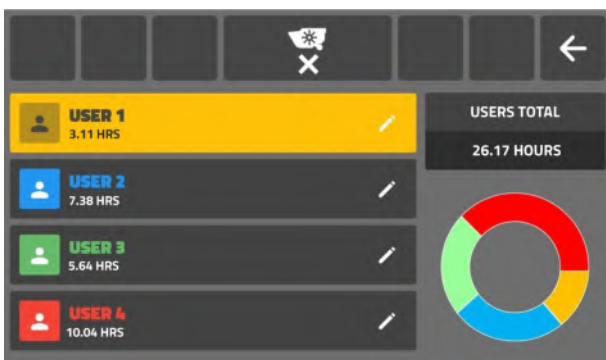 USER 1
3.11 HRS
USER 2
7.38 HRS
USER 3
5.64 HRS
USER 4
10.04 HRS
USERS TOTAL
26.17 HOURS